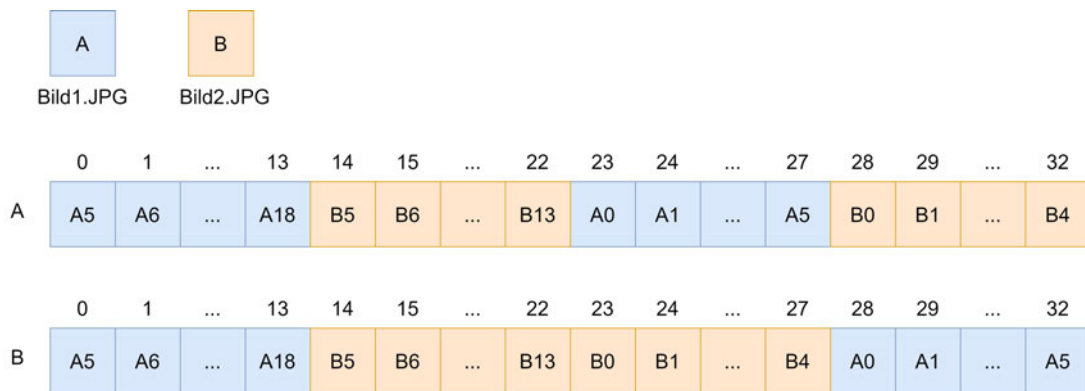 A B
Bild1.JPG Bild2.JPG
0 1 ... 13 14 15 ... 22 23 24 ... 27 28 29 ... 32
A A5 A6 ... A18 B5 B6 ... B13 A0 A1 ... A5 B0 B1 ... B4
0 1 ... 13 14 15 ... 22 23 24 ... 27 28 29 ... 32
B A5 A6 ... A18 B5 B6 ... B13 B0 B1 ... B4 A0 A1 ... A5